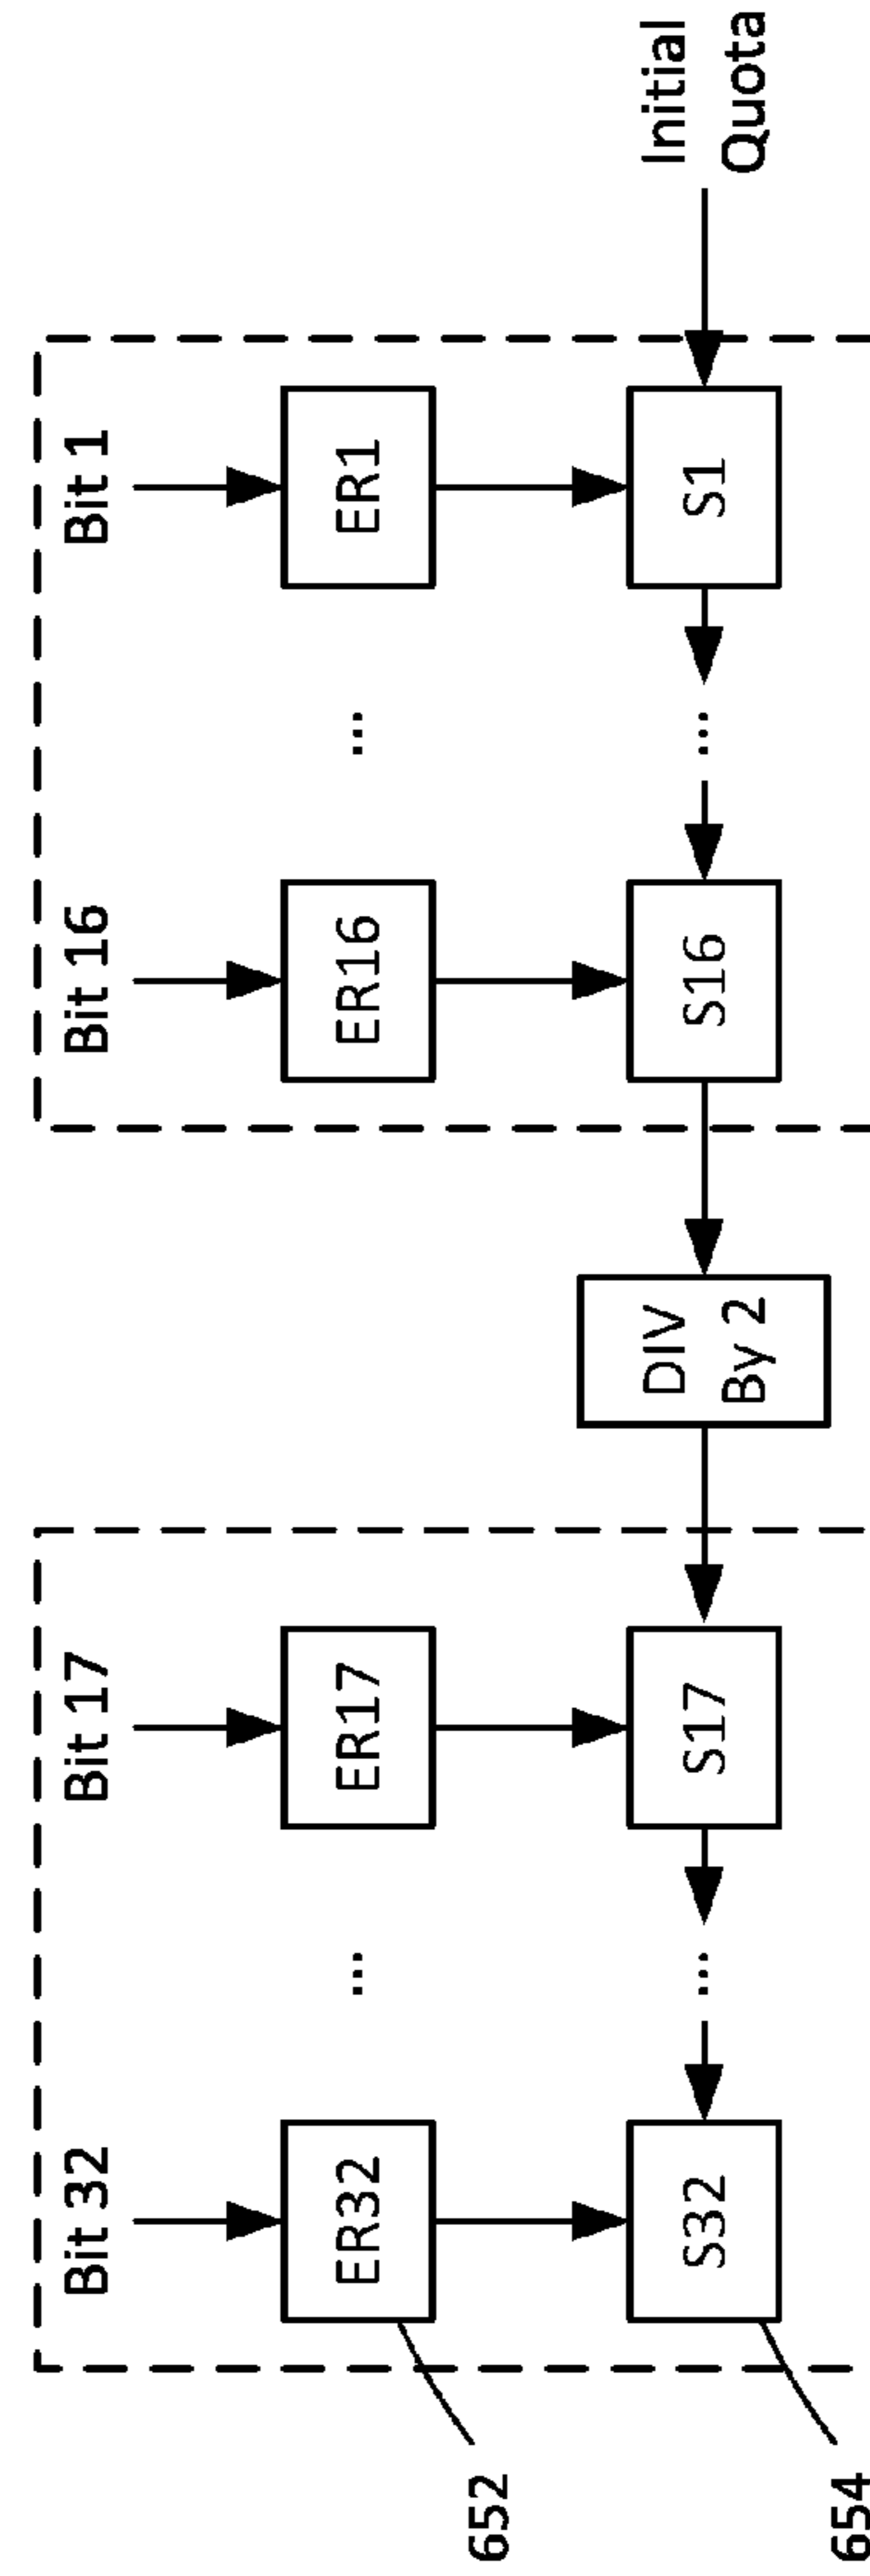 Bit 32
Bit 17
Bit 16
Bit 1
ER32
...
ER17
ER16
...
ER1
652
S32
...
S17
DIV
By 2
S16
...
S1
Initial
Quota
654